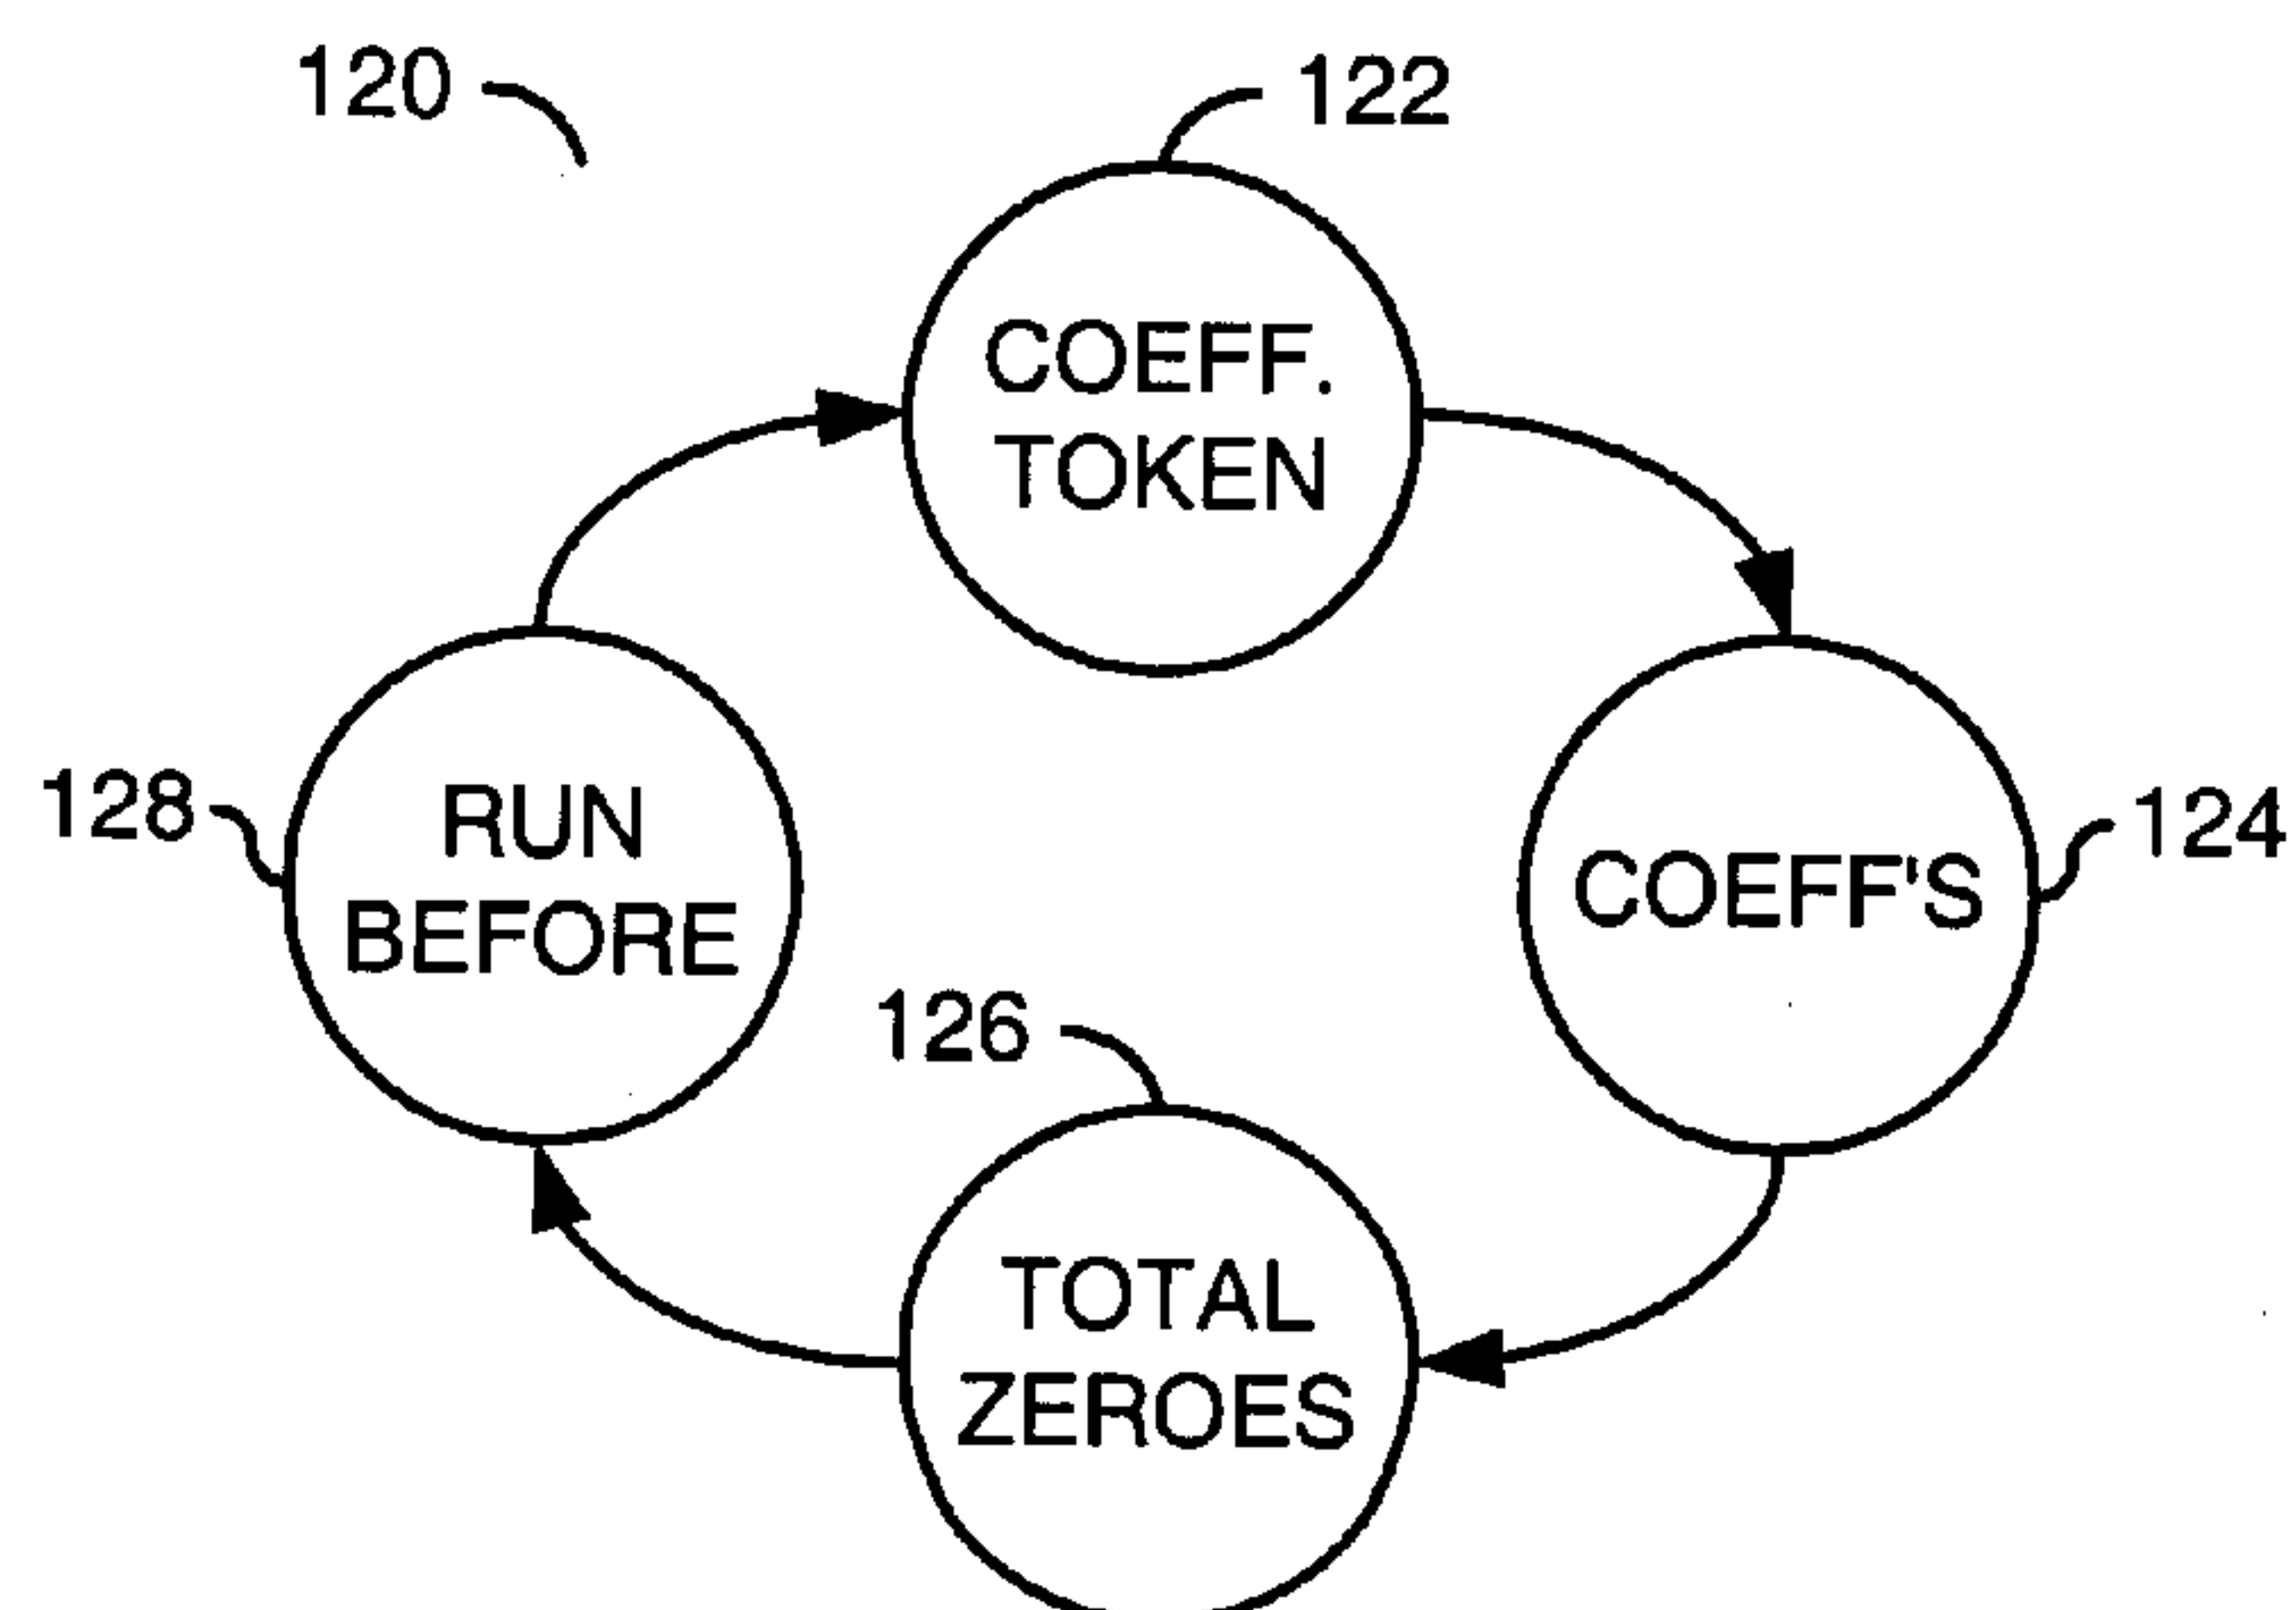 120
122
COEFF.
TOKEN
128
RUN
BEFORE
124
COEFF'S
126
TOTAL
ZEROES